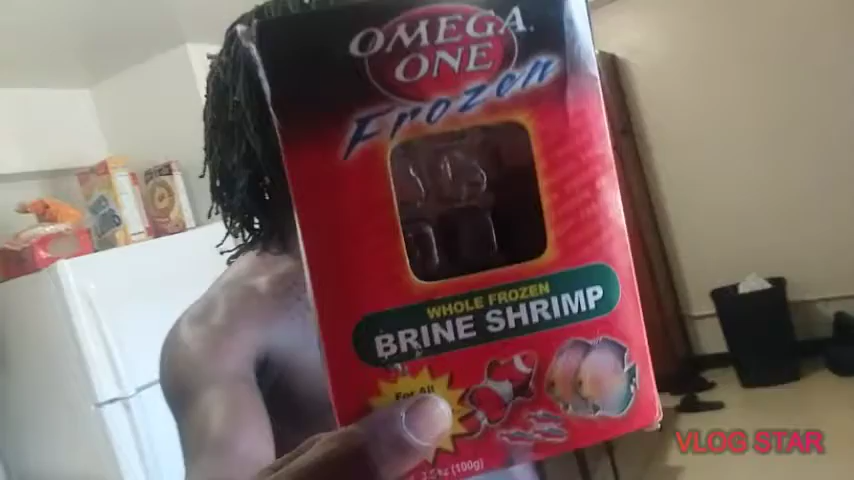 OMEGA
ONE
Frozen
WHOLE FROZEN
BRINE SHRIMP
For All
(100g)
VLOG STAR